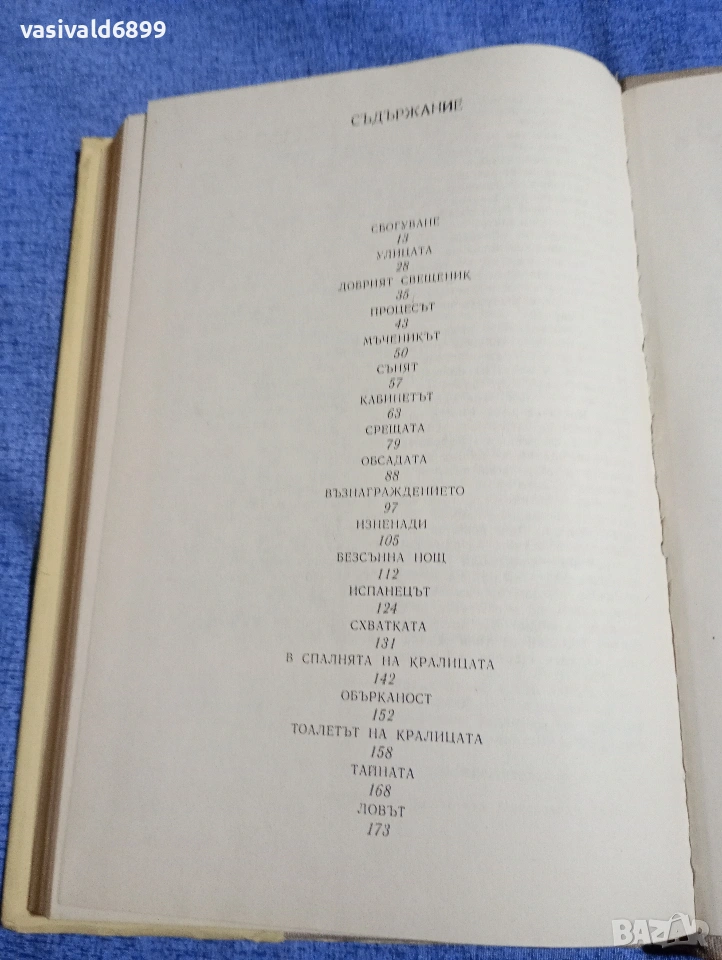 vasivald6899
СЪДЪРЖАНИЕ
СБОГУВАНЕ
13
УЛИЦАТА
28
ДОБРИЯТ СВЕЩЕНИК
35
ПРОЦЕСЪТ
43
МЪЧЕНИКЪТ
50
СЪНЯТ
57
КАБИНЕТЪТ
63
СРЕЩАТА
79
ОБСАДАТА
88
ВЪЗНАГРАЖДЕНИЕТО
97
ИЗНЕНАДИ
105
БЕЗСЪННА НОЩ
112
ИСПАНЕЦЪТ
124
СХВАТКАТА
131
В СПАЛНЯТА НА КРАЛИЦАТА
142
ОБЪРКАНОСТ
152
ТОАЛЕТЪТ НА КРАЛИЦАТА
158
ТАЙНАТА
168
ЛОВЪТ
173
BAZAR